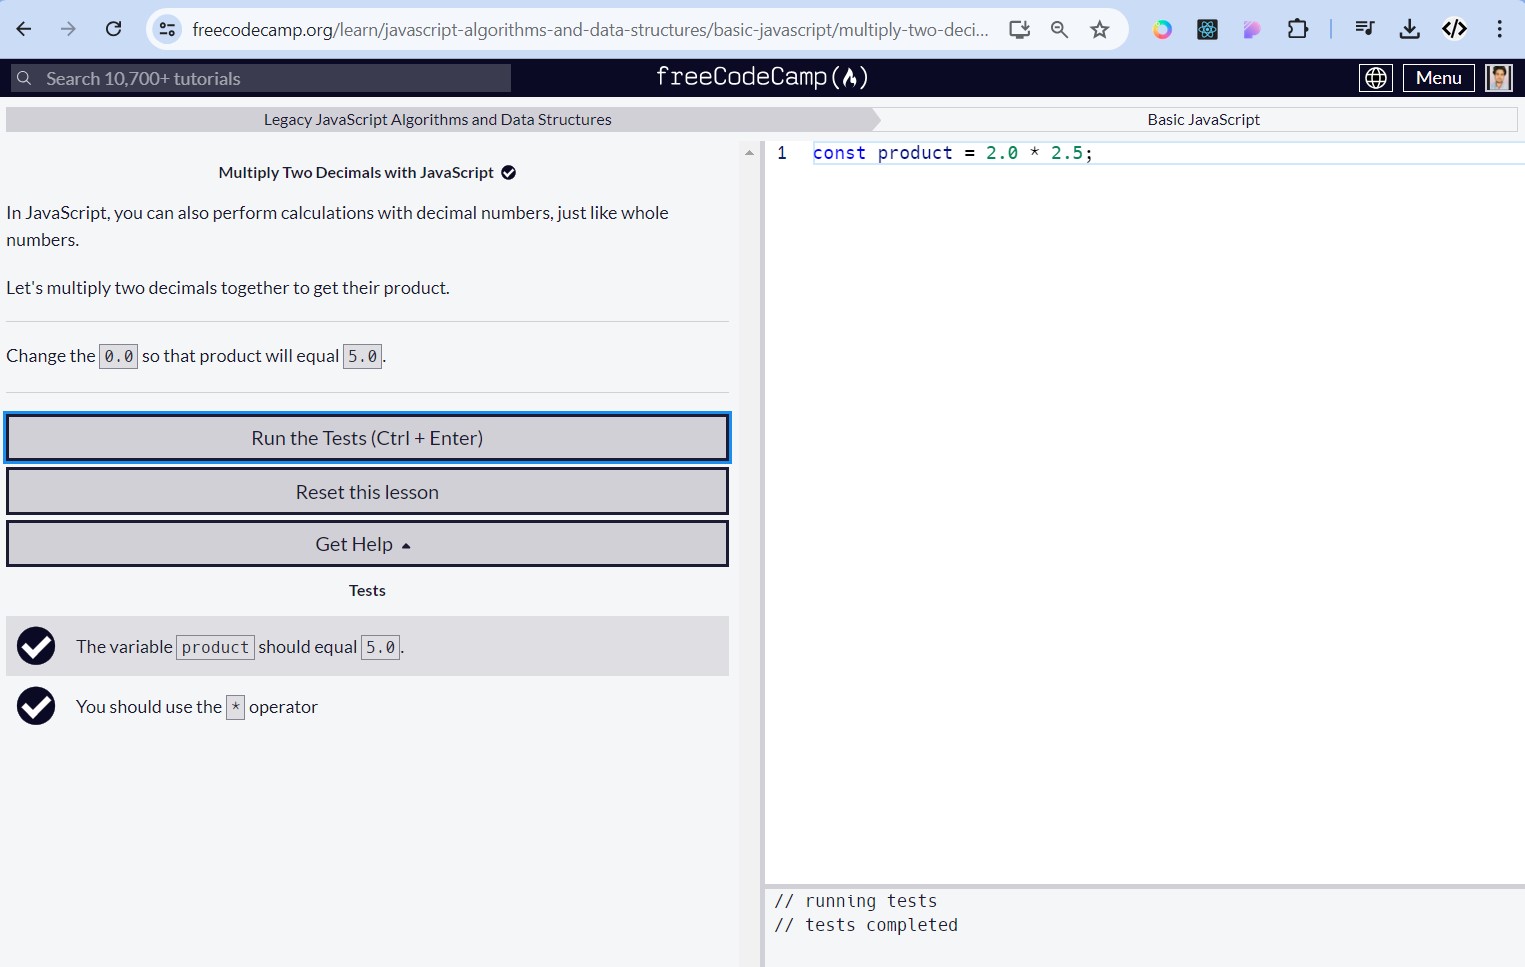 freecodecamp.org/learn/javascript-algorithms-and-data-structures/basic-javascript/multiply-two-deci...
Search 10,700+ tutorials
freeCodeCamp
Menu
Legacy JavaScript Algorithms and Data Structures
Basic JavaScript
Multiply Two Decimals with JavaScript
In JavaScript, you can also perform calculations with decimal numbers, just like whole
numbers.
Let's multiply two decimals together to get their product.
Change the 0.0 so that product will equal 5.0.
Run the Tests (Ctrl + Enter)
Reset this lesson
Get Help
Tests
The variable product should equal 5.0.
You should use the * operator
1 const product = 2.0 * 2.5;
// running tests
// tests completed